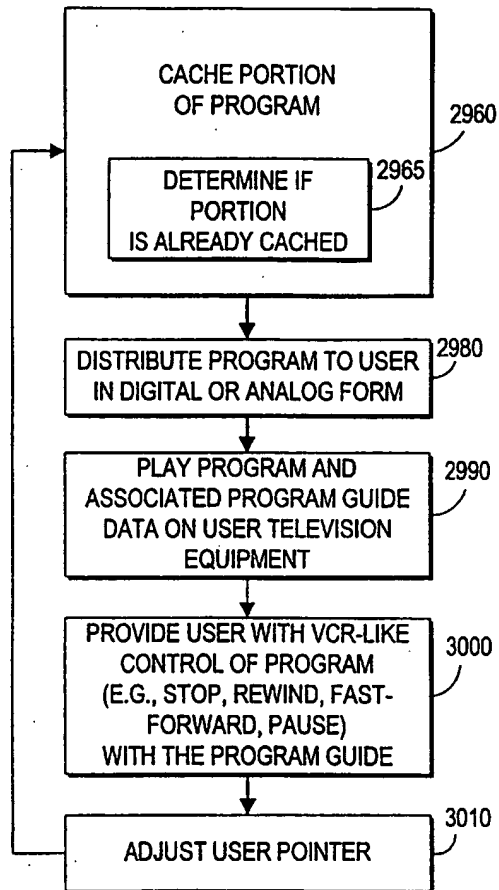 CACHE PORTION
OF PROGRAM
2960
DETERMINE IF
PORTION
IS ALREADY CACHED
2965
DISTRIBUTE PROGRAM TO USER
IN DIGITAL OR ANALOG FORM
2980
PLAY PROGRAM AND
ASSOCIATED PROGRAM GUIDE
DATA ON USER TELEVISION
EQUIPMENT
2990
PROVIDE USER WITH VCR-LIKE
CONTROL OF PROGRAM
(E.G., STOP, REWIND, FAST-
FORWARD, PAUSE)
WITH THE PROGRAM GUIDE
3000
ADJUST USER POINTER
3010